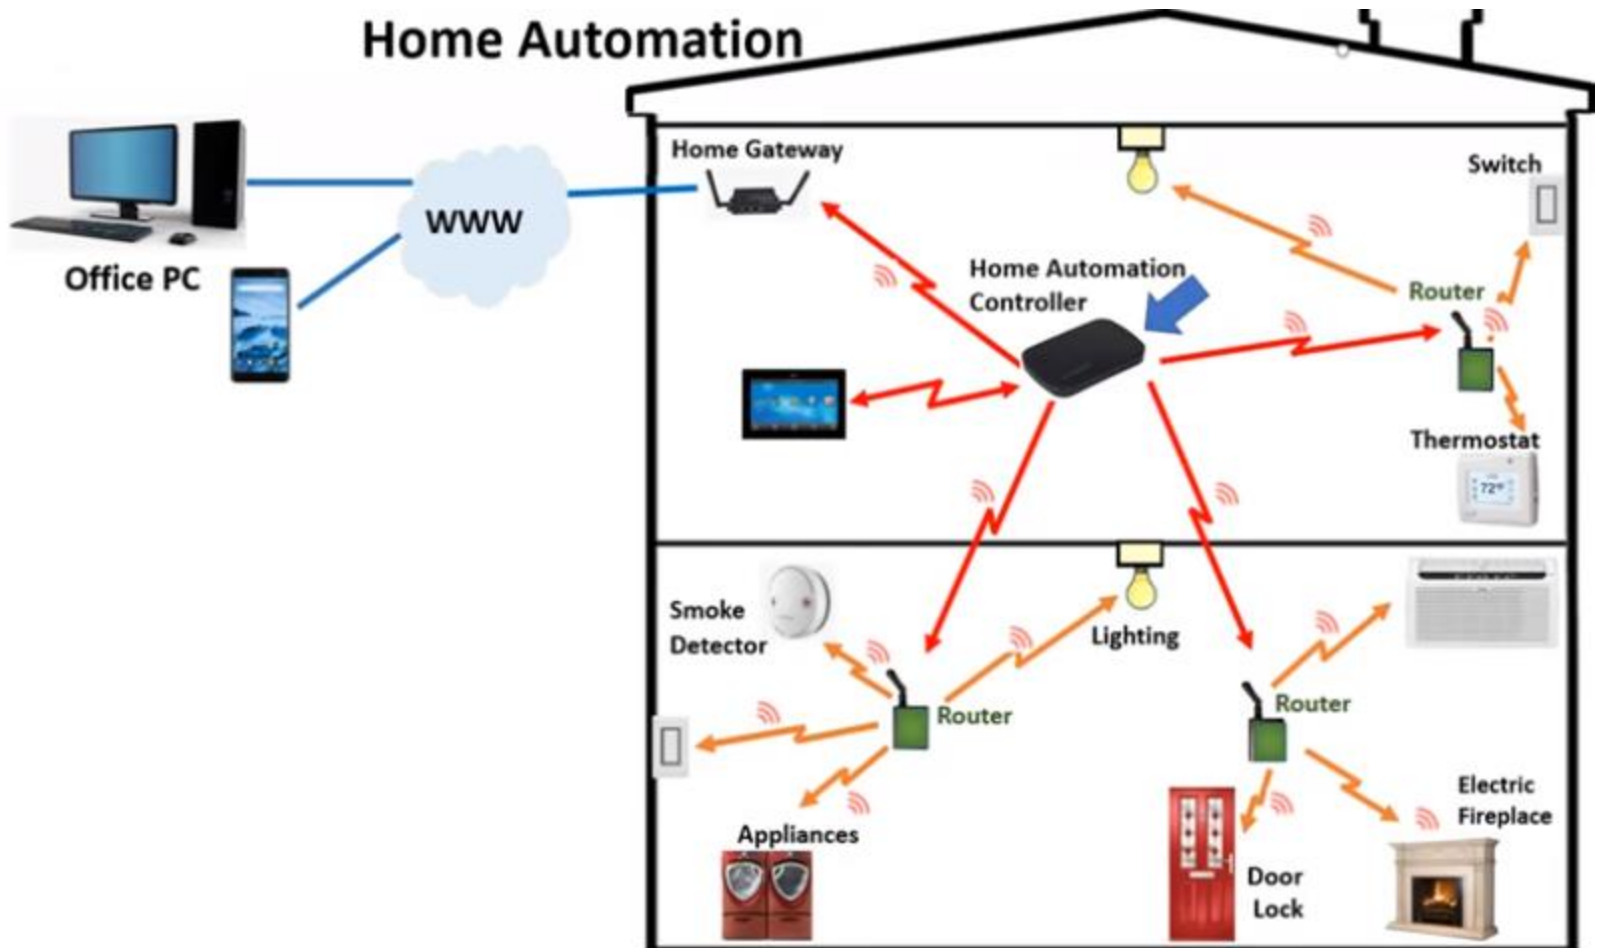 Home Automation
Home Gateway
Switch
WWW
Office PC
Home Automation
Controller
Router
Thermostat
72°F
Smoke
Detector
Lighting
Router
Router
Electric
Fireplace
Appliances
Door
Lock